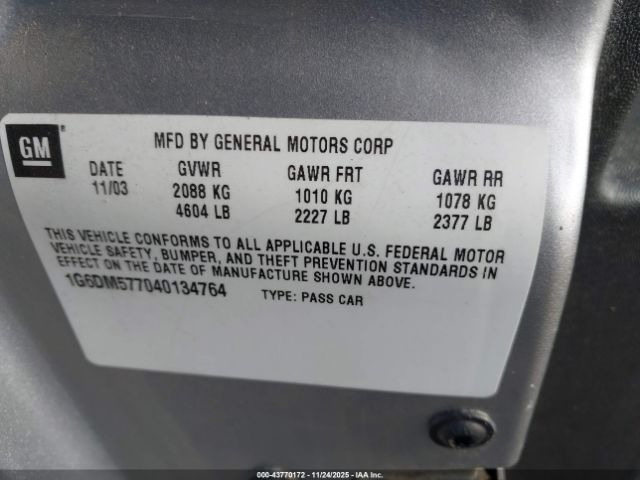 GM
MFD BY GENERAL MOTORS CORP
DATE GVWR GAWR FRT GAWR RR
11/03 2088 KG 1010 KG 1078 KG
4604 LB 2227 LB 2377 LB
THIS VEHICLE CONFORMS TO ALL APPLICABLE U.S. FEDERAL MOTOR
VEHICLE SAFETY, BUMPER, AND THEFT PREVENTION STANDARDS IN
EFFECT ON THE DATE OF MANUFACTURE SHOWN ABOVE.
1G6DM577040134764 TYPE: PASS CAR
000-43770172 - 11/24/2025 - IAAI.COM